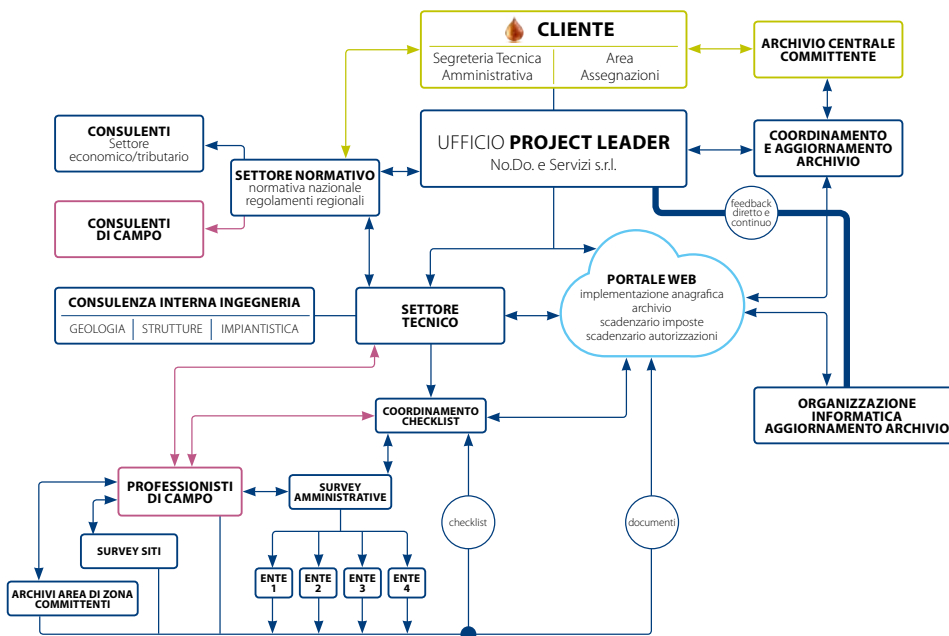 CLIENTE
Segreteria Tecnica
Amministrativa
Area
Assegnazioni
ARCHIVIO CENTRALE
COMMITTENTE
CONSULENTI
Settore
economico/tributario
UFFICIO PROJECT LEADER
No.Do. e Servizi s.r.l.
COORDINAMENTO
E AGGIORNAMENTO
ARCHIVIO
SETTORE NORMATIVO
normativa nazionale
regolamenti regionali
CONSULENTI
DI CAMPO
feedback
diretto e
continuo
PORTALE WEB
implementazione anagrafica
archivio
scadenzario imposte
scadenzario autorizzazioni
CONSULENZA INTERNA INGEGNERIA
GEOLOGIA
STRUTTURE
IMPIANTISTICA
SETTORE
TECNICO
COORDINAMENTO
CHECKLIST
ORGANIZZAZIONE
INFORMATICA
AGGIORNAMENTO ARCHIVIO
PROFESSIONISTI
DI CAMPO
SURVEY
AMMINISTRATIVE
checklist
documenti
SURVEY SITI
ENTE
1
ENTE
2
ENTE
3
ENTE
4
ARCHIVI AREA DI ZONA
COMMITTENTI